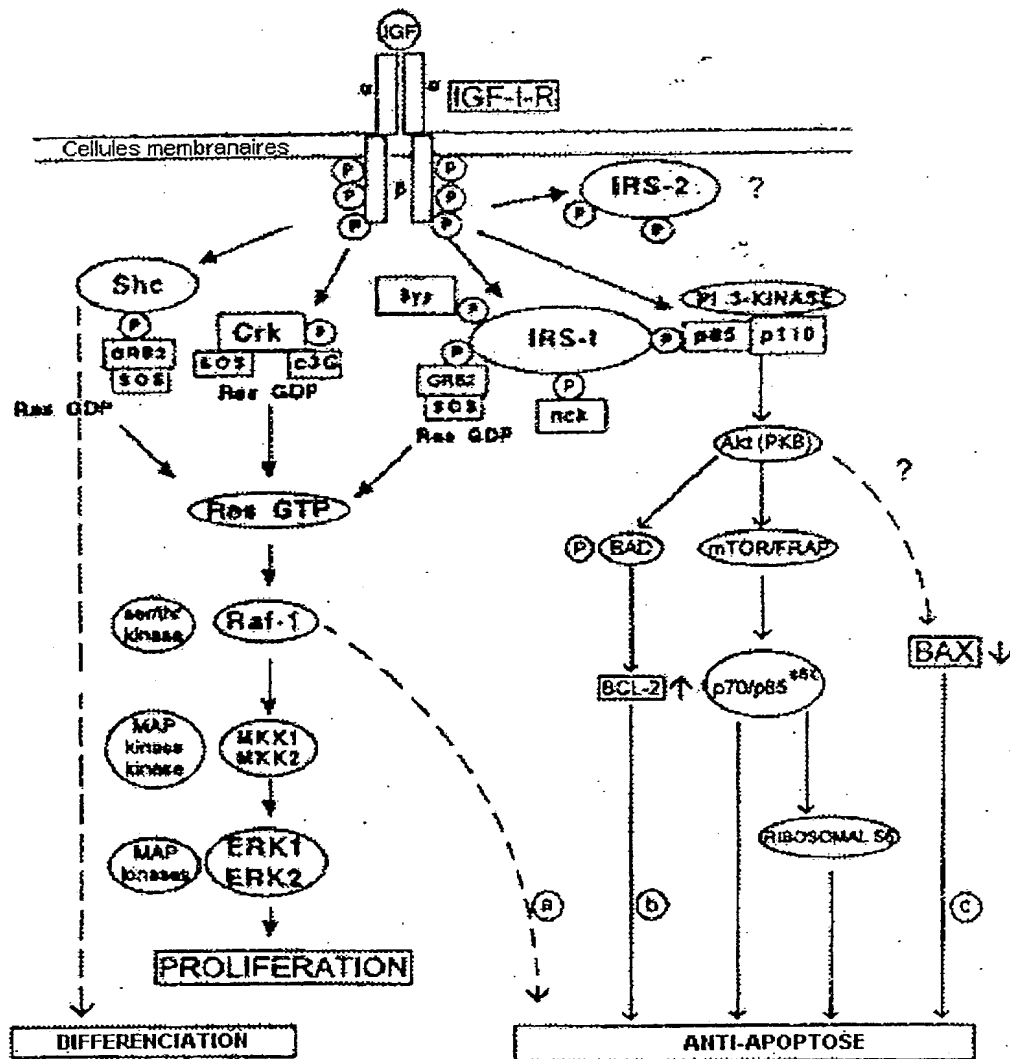 IGF
α α
IGF-I-R
Cellules membranaires
P P
P β P
P P
IRS-2 ?
P P
Shc
P
GRB2
SOS
Ras GDP
Crk P
SOS c3G
Ras GDP
syp P
IRS-1
P
GRB2
SOS
Ras GDP
P
nck
PI 3-KINASE
P p85 p110
Akt (PKB)
?
Ras GTP
P BAD
mTOR/FRAP
ser/thr
kinase
Raf-1
BAX
BCL-2
p70/p85
MAP
kinase
kinase
MKK1
MKK2
RIBOSOMAL S6
MAP
kinases
ERK1
ERK2
a b c
PROLIFERATION
DIFFERENCIATION
ANTI-APOPTOSE